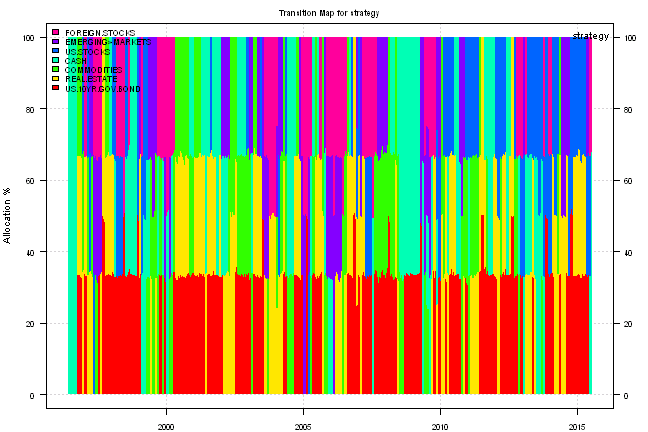 Transition Map for strategy
strategy
FOREIGN.STOCKS
EMERGING>MARKETS
US.STOCKS
CASH
COMMODITIES
REAL.ESTATE
US.10YR.GOV.BOND
Allocation %
100 100
80 80
60 60
40 40
20 20
0 0
2000 2005 2010 2015